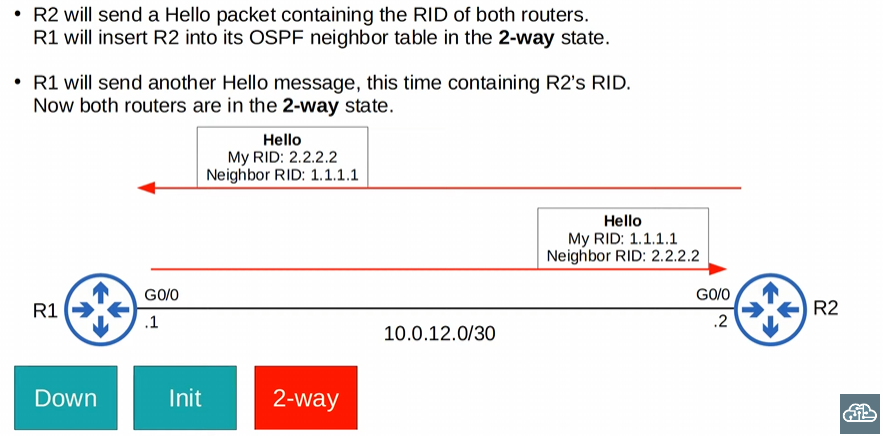 • R2 will send a Hello packet containing the RID of both routers.
R1 will insert R2 into its OSPF neighbor table in the 2-way state.
• R1 will send another Hello message, this time containing R2’s RID.
Now both routers are in the 2-way state.
Hello
My RID: 2.2.2.2
Neighbor RID: 1.1.1.1
Hello
My RID: 1.1.1.1
Neighbor RID: 2.2.2.2
R1
G0/0
.1
10.0.12.0/30
G0/0
.2
R2
Down
Init
2-way